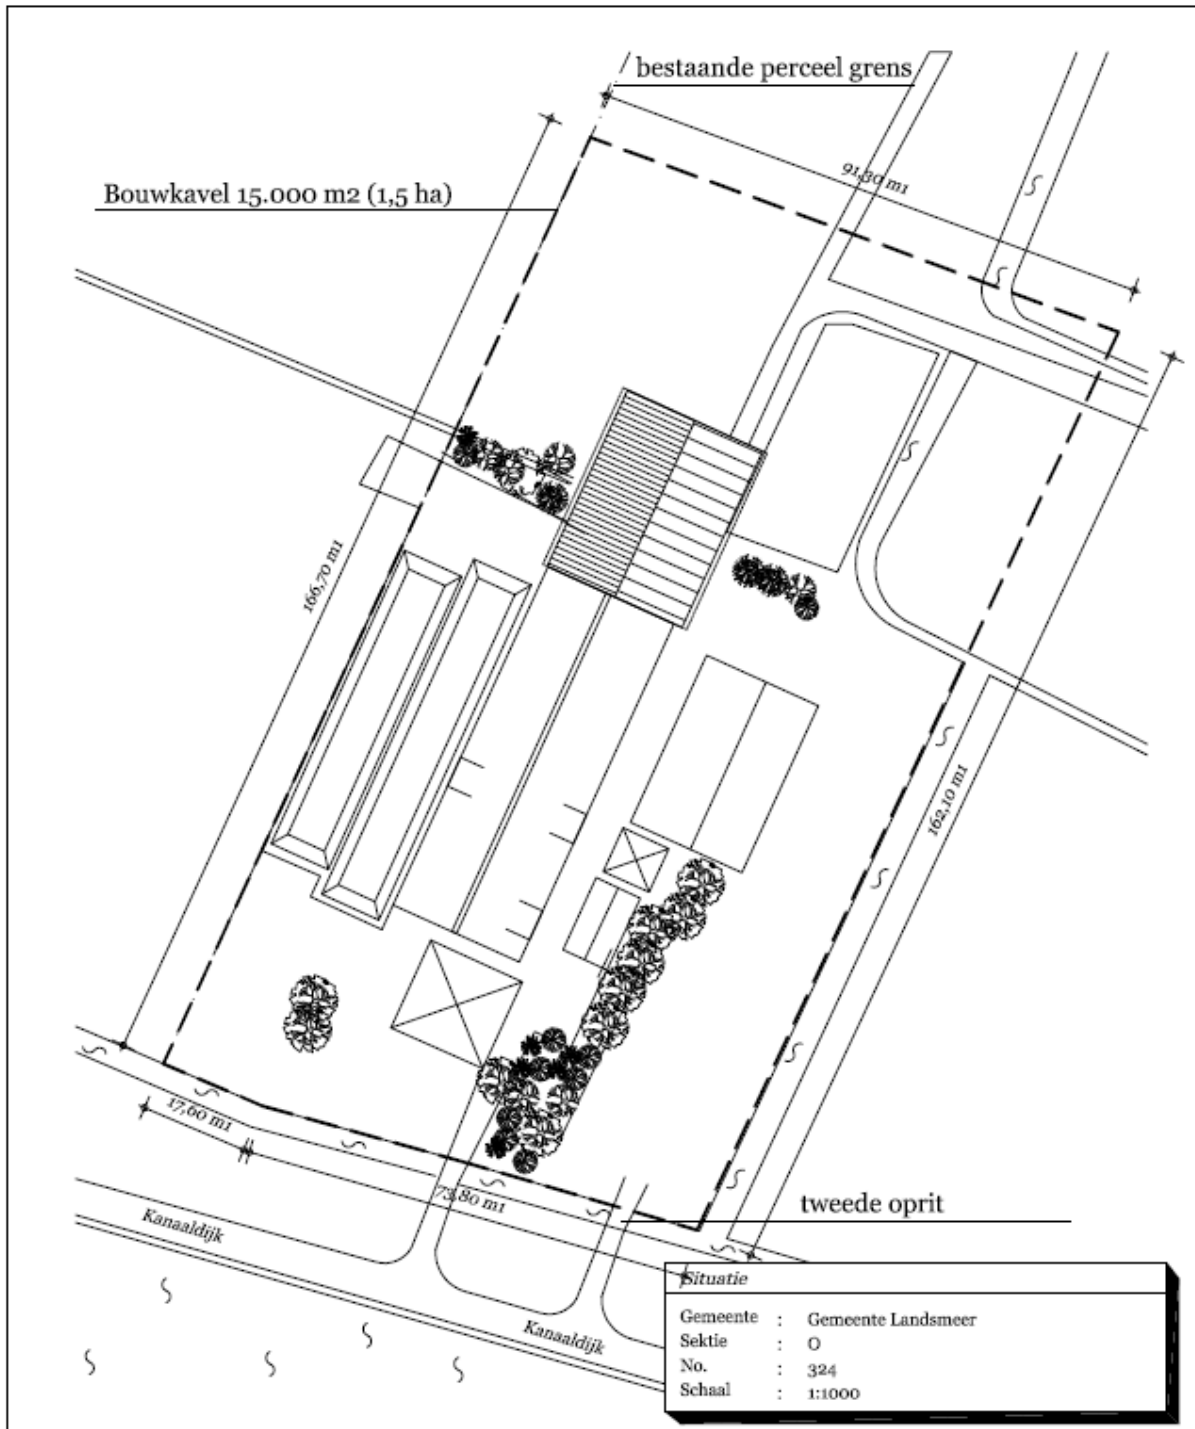 bestaande perceel grens
91,30 m1
Bouwkavel 15.000 m2 (1,5 ha)
166,70 m1
162,10 m1
17,60 m1
73,80 m1
tweede oprit
Kanaaldijk
Kanaaldijk
Situatie
Gemeente : Gemeente Landsmeer
Sektie : O
No. : 324
Schaal : 1:1000